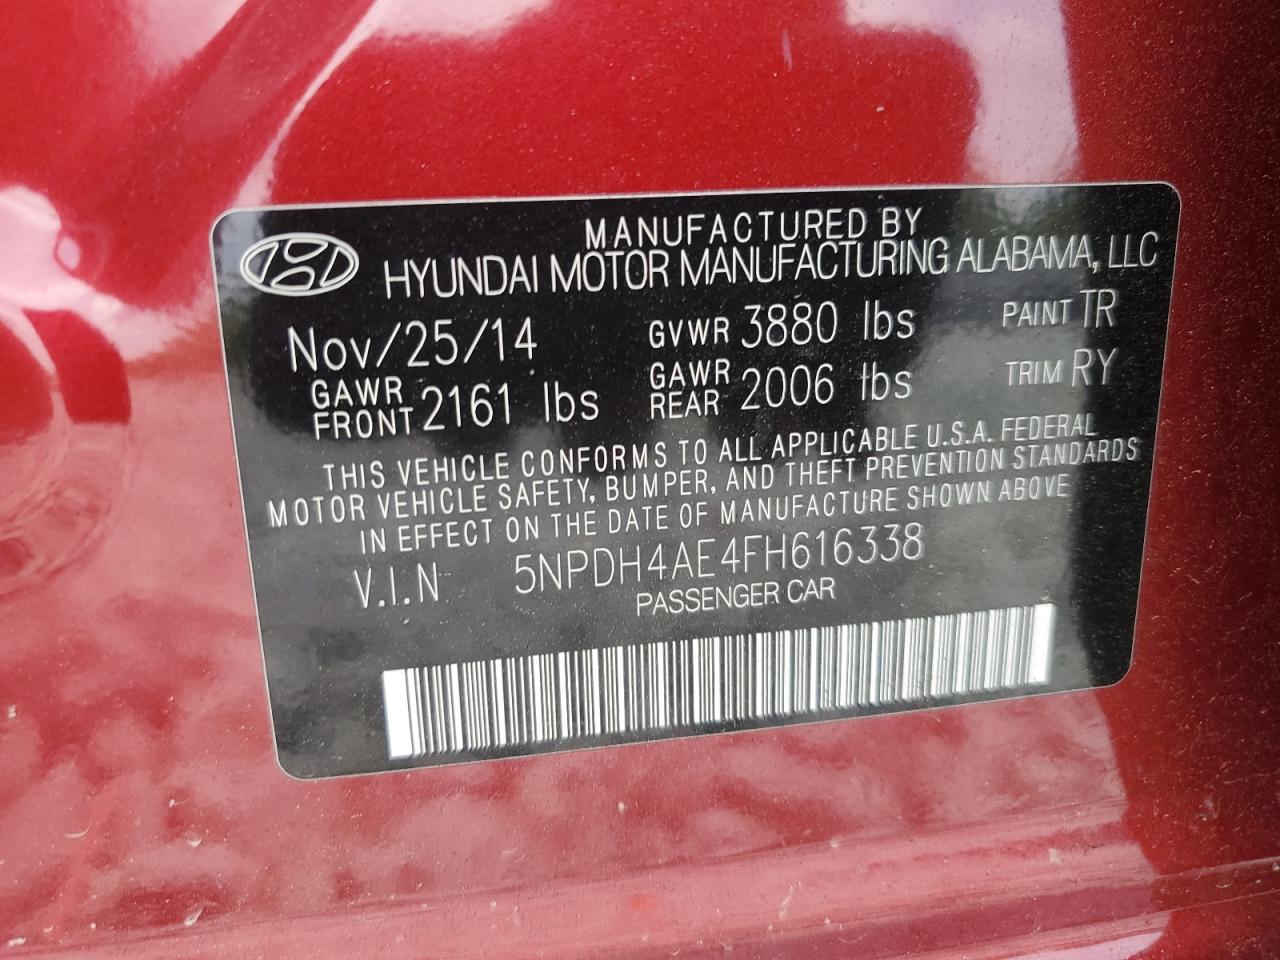 MANUFACTURED BY
HYUNDAI MOTOR MANUFACTURING ALABAMA, LLC
Nov/25/14 GVWR 3880 lbs PAINT TR
GAWR FRONT 2161 lbs GAWR REAR 2006 lbs TRIM RY
THIS VEHICLE CONFORMS TO ALL APPLICABLE U.S.A. FEDERAL
MOTOR VEHICLE SAFETY, BUMPER, AND THEFT PREVENTION STANDARDS
IN EFFECT ON THE DATE OF MANUFACTURE SHOWN ABOVE
V.I.N 5NPDH4AE4FH616338
PASSENGER CAR